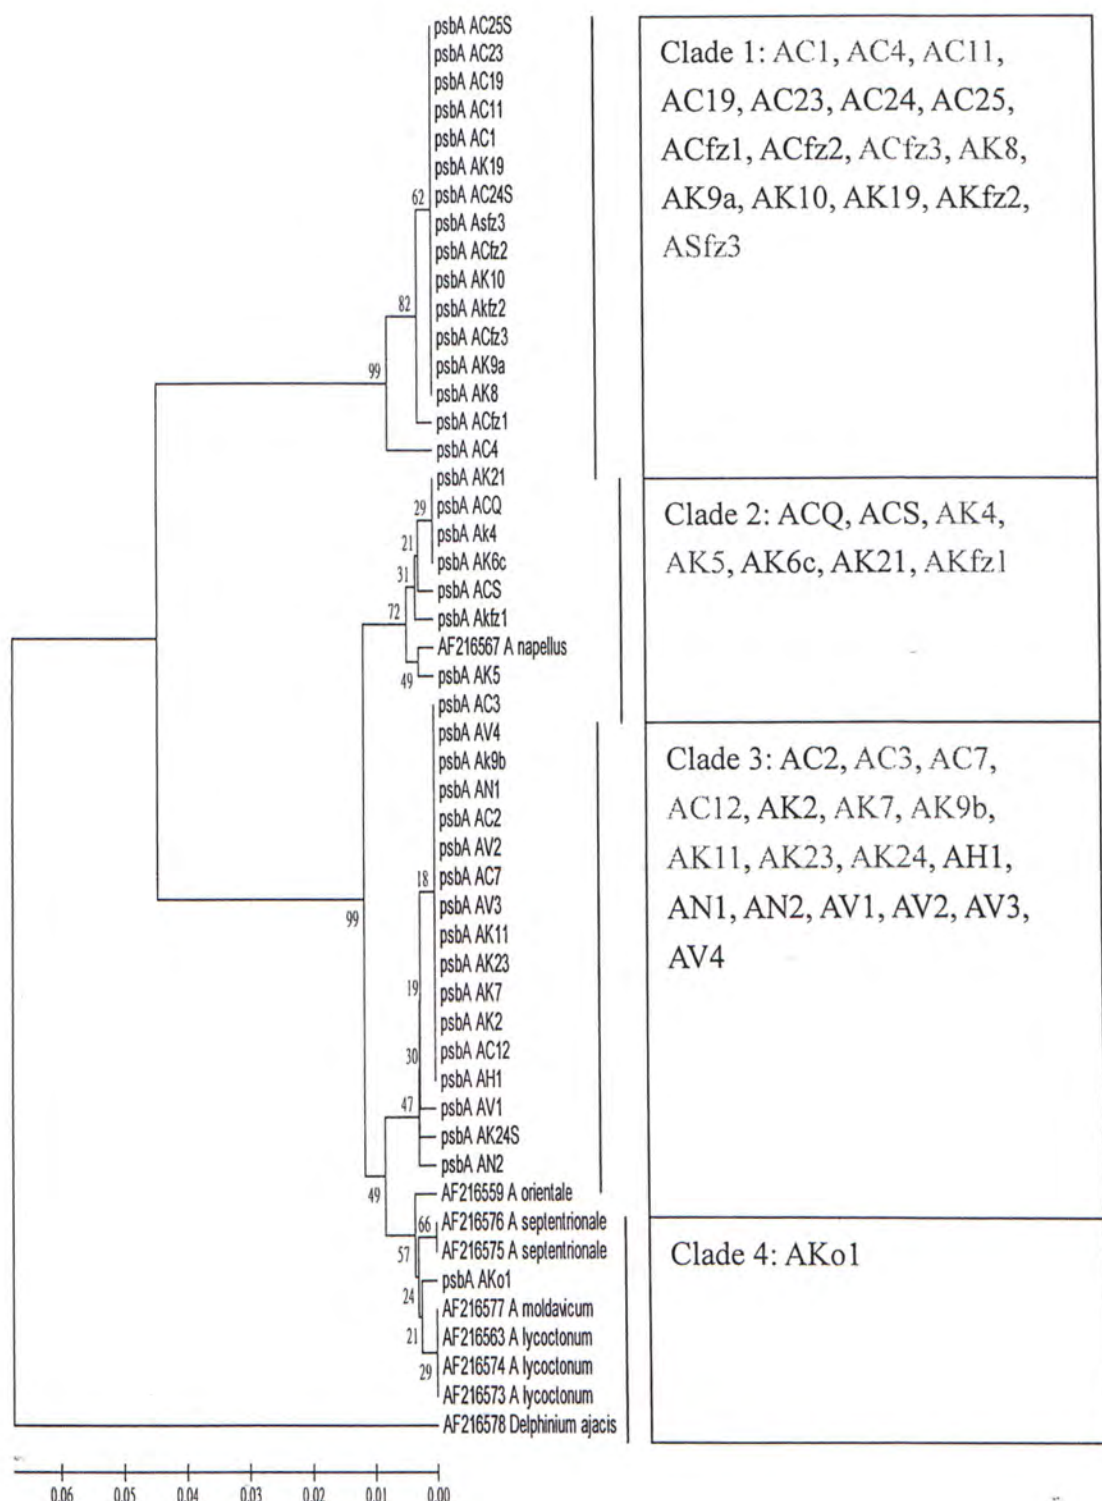 psbA AC25S
psbA AC23
psbA AC19
psbA AC11
psbA AC1
psbA AK19
psbA AC24S
psbA Asfz3
psbA ACfz2
psbA AK10
psbA Akfz2
psbA ACfz3
psbA AK9a
psbA AK8
psbA ACfz1
psbA AC4
psbA AK21
psbA ACQ
psbA Ak4
psbA AK6c
psbA ACS
psbA Akfz1
AF216567 A napellus
psbA AK5
psbA AC3
psbA AV4
psbA Ak9b
psbA AN1
psbA AC2
psbA AV2
psbA AC7
psbA AV3
psbA AK11
psbA AK23
psbA AK7
psbA AK2
psbA AC12
psbA AH1
psbA AV1
psbA AK24S
psbA AN2
AF216559 A orientale
AF216576 A septentrionale
AF216575 A septentrionale
psbA AKo1
AF216577 A moldavicum
AF216563 A lycoctonum
AF216574 A lycoctonum
AF216573 A lycoctonum
AF216578 Delphinium ajacis
62
82
99
29
21
31
72
49
99
18
19
30
47
49
66
57
24
21
29
0.06 0.05 0.04 0.03 0.02 0.01 0.00
Clade 1: AC1, AC4, AC11,
AC19, AC23, AC24, AC25,
ACfz1, ACfz2, ACfz3, AK8,
AK9a, AK10, AK19, AKfz2,
ASfz3
Clade 2: ACQ, ACS, AK4,
AK5, AK6c, AK21, AKfz1
Clade 3: AC2, AC3, AC7,
AC12, AK2, AK7, AK9b,
AK11, AK23, AK24, AH1,
AN1, AN2, AV1, AV2, AV3,
AV4
Clade 4: AKo1